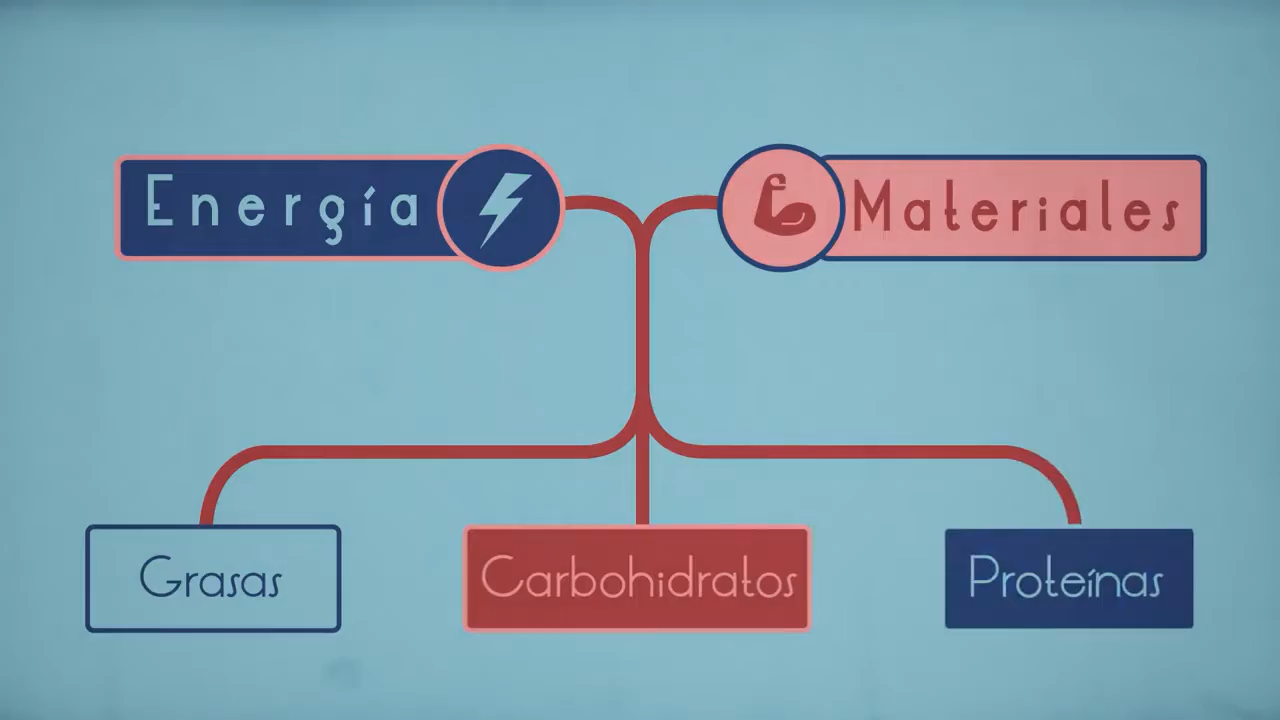 Energía
Materiales
Grasas
Carbohidratos
Proteínas